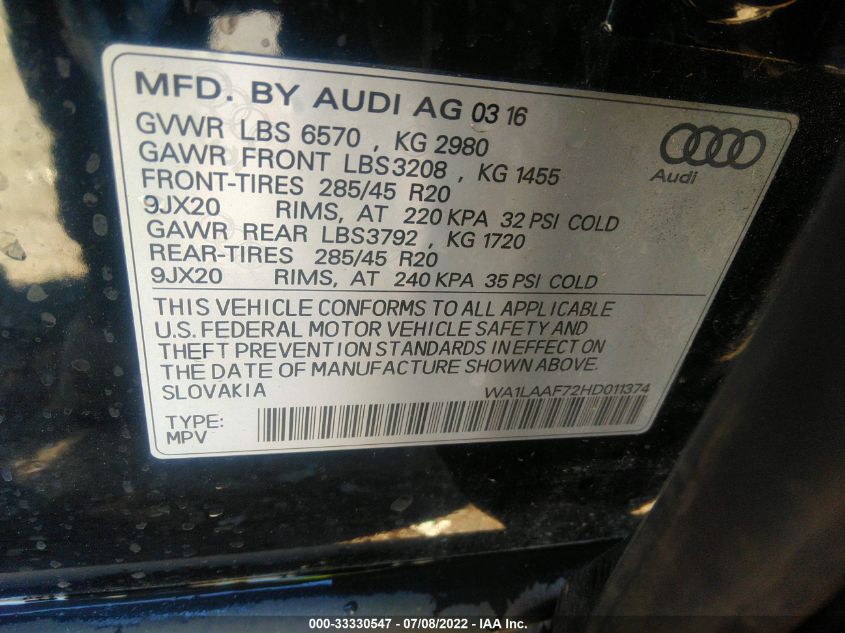 MFD. BY AUDI AG 03 16
GVWR LBS 6570 , KG 2980
GAWR FRONT LBS3208 , KG 1455
FRONT-TIRES 285/45 R20
9JX20 RIMS, AT 220 KPA 32 PSI COLD
GAWR REAR LBS3792 , KG 1720
REAR-TIRES 285/45 R20
9JX20 RIMS, AT 240 KPA 35 PSI COLD
Audi
THIS VEHICLE CONFORMS TO ALL APPLICABLE
U.S. FEDERAL MOTOR VEHICLE SAFETY AND
THEFT PREVENTION STANDARDS IN EFFECT ON
THE DATE OF MANUFACTURE SHOWN ABOVE.
SLOVAKIA WA1LAAF72HD011374
TYPE:
MPV
000-33330547 / 07/08/2022 - IAA Inc.